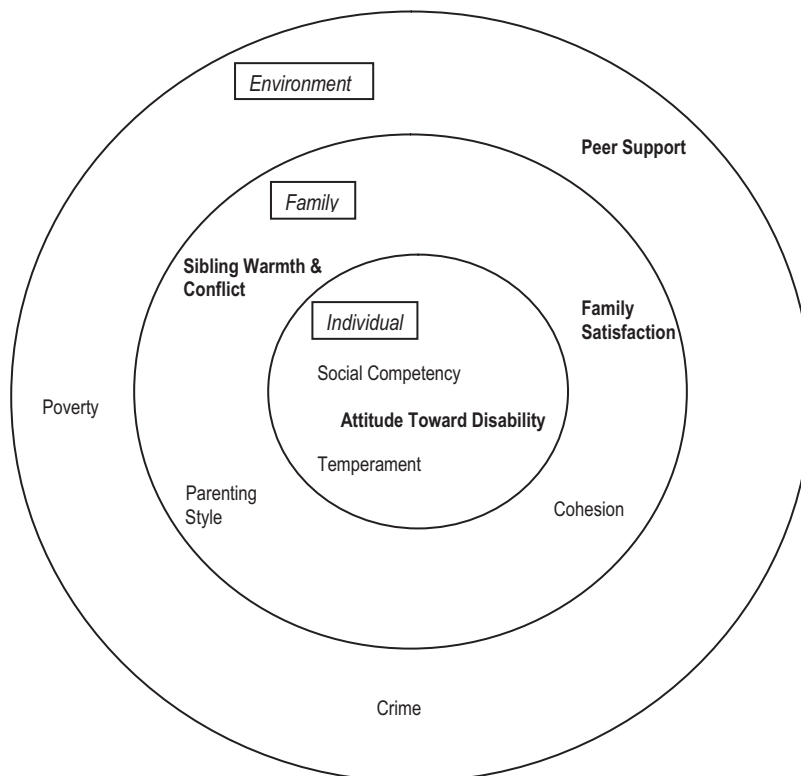 Environment
Peer Support
Family
Sibling Warmth &
Conflict
Individual
Family
Satisfaction
Social Competency
Poverty
Attitude Toward Disability
Temperament
Parenting
Style
Cohesion
Crime